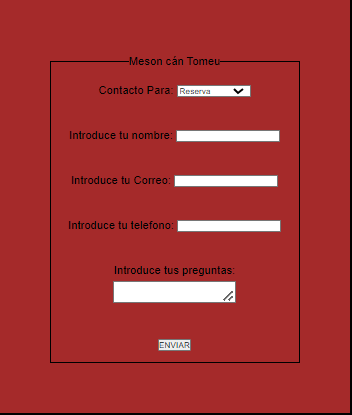 Meson cán Tomeu
Contacto Para: Reserva
Introduce tu nombre:
Introduce tu Correo:
Introduce tu telefono:
Introduce tus preguntas:
ENVIAR